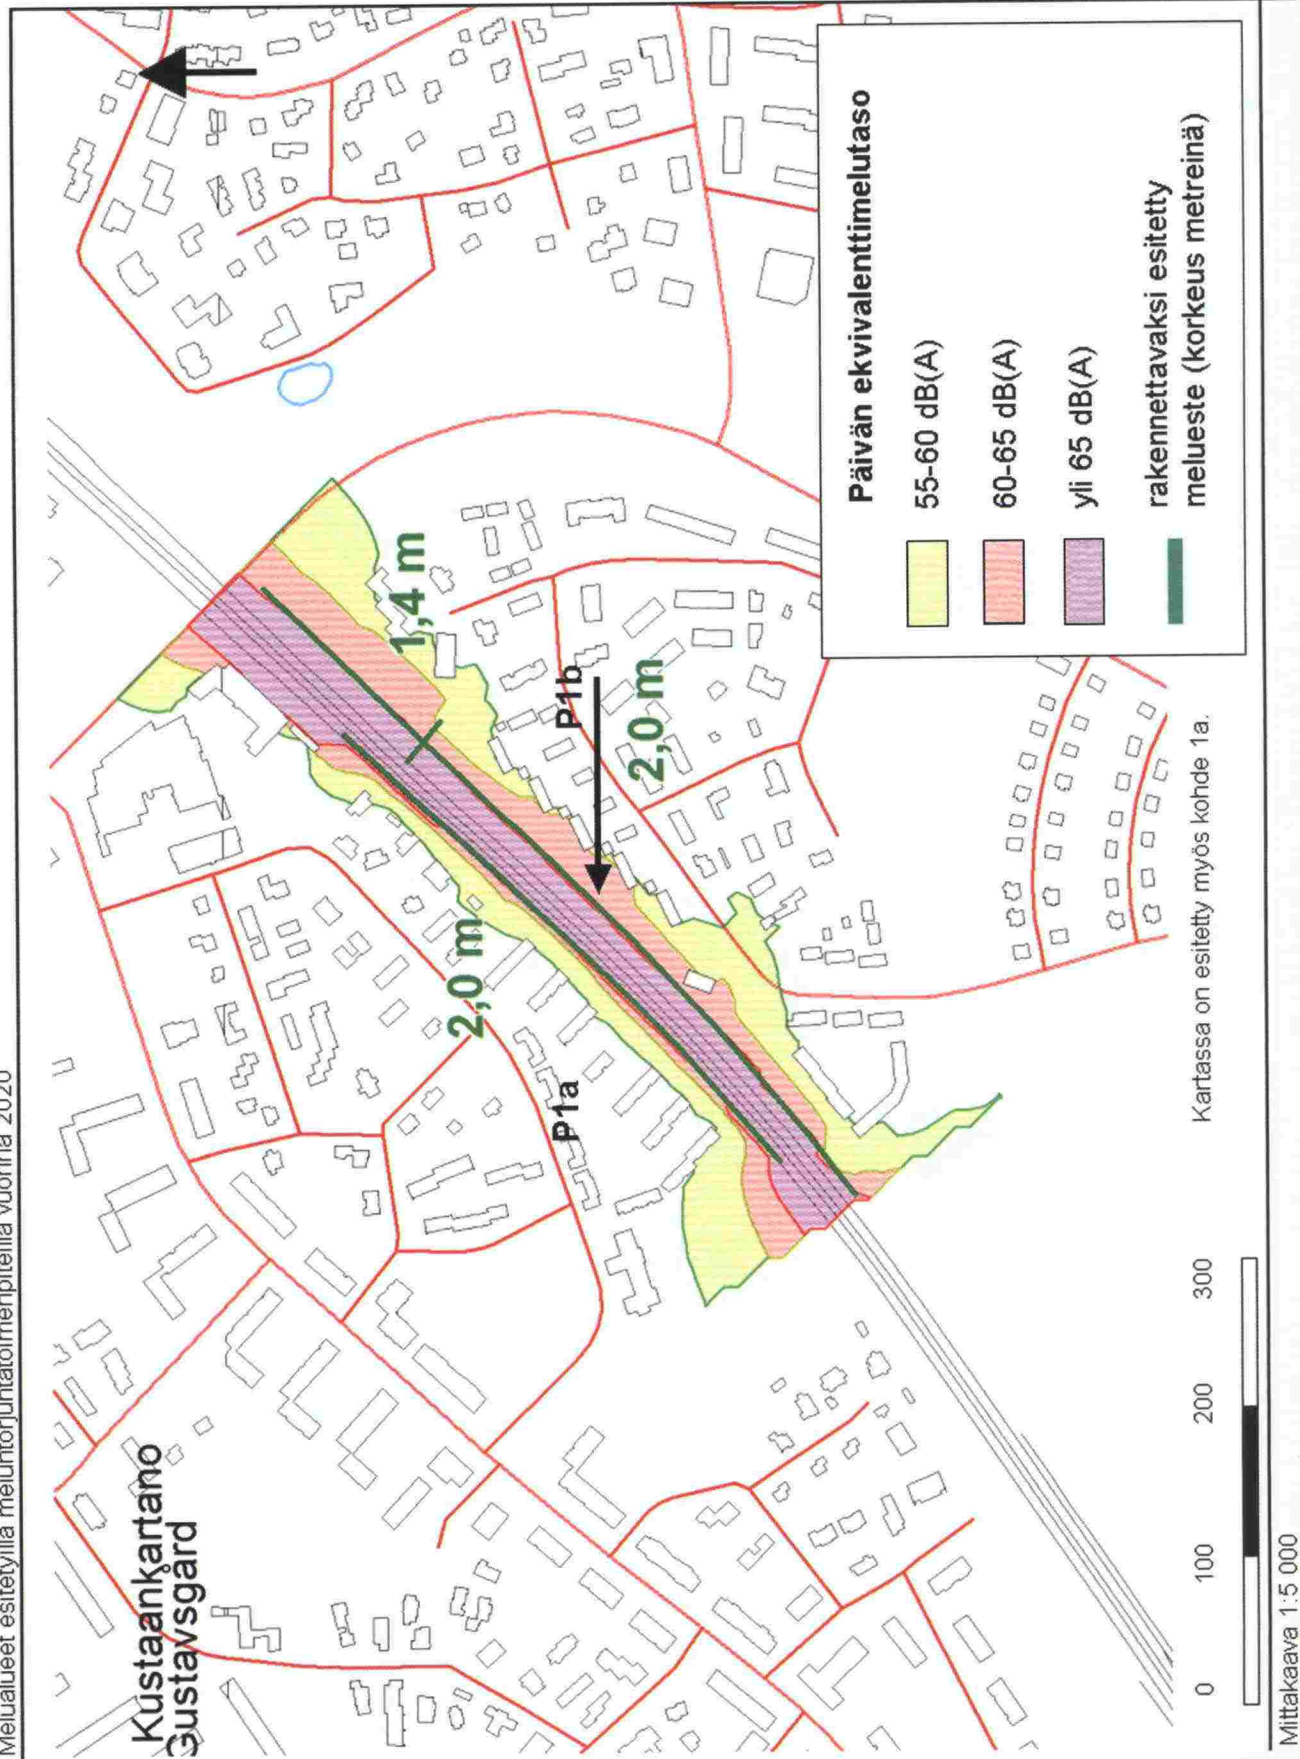 Melualueet esitetyillä meluntorjuntatoimenpiteillä vuonna 2020
Kustaankartano
Gustavsgård
P1a
2,0 m
1,4 m
P1b
2,0 m
Päivän ekvivalenttimelutaso
55-60 dB(A)
60-65 dB(A)
yli 65 dB(A)
rakennettavaksi esitetty
melueste (korkeus metreinä)
Kartassa on esitetty myös kohde 1a.
0 100 200 300
Mittakaava 1:5 000